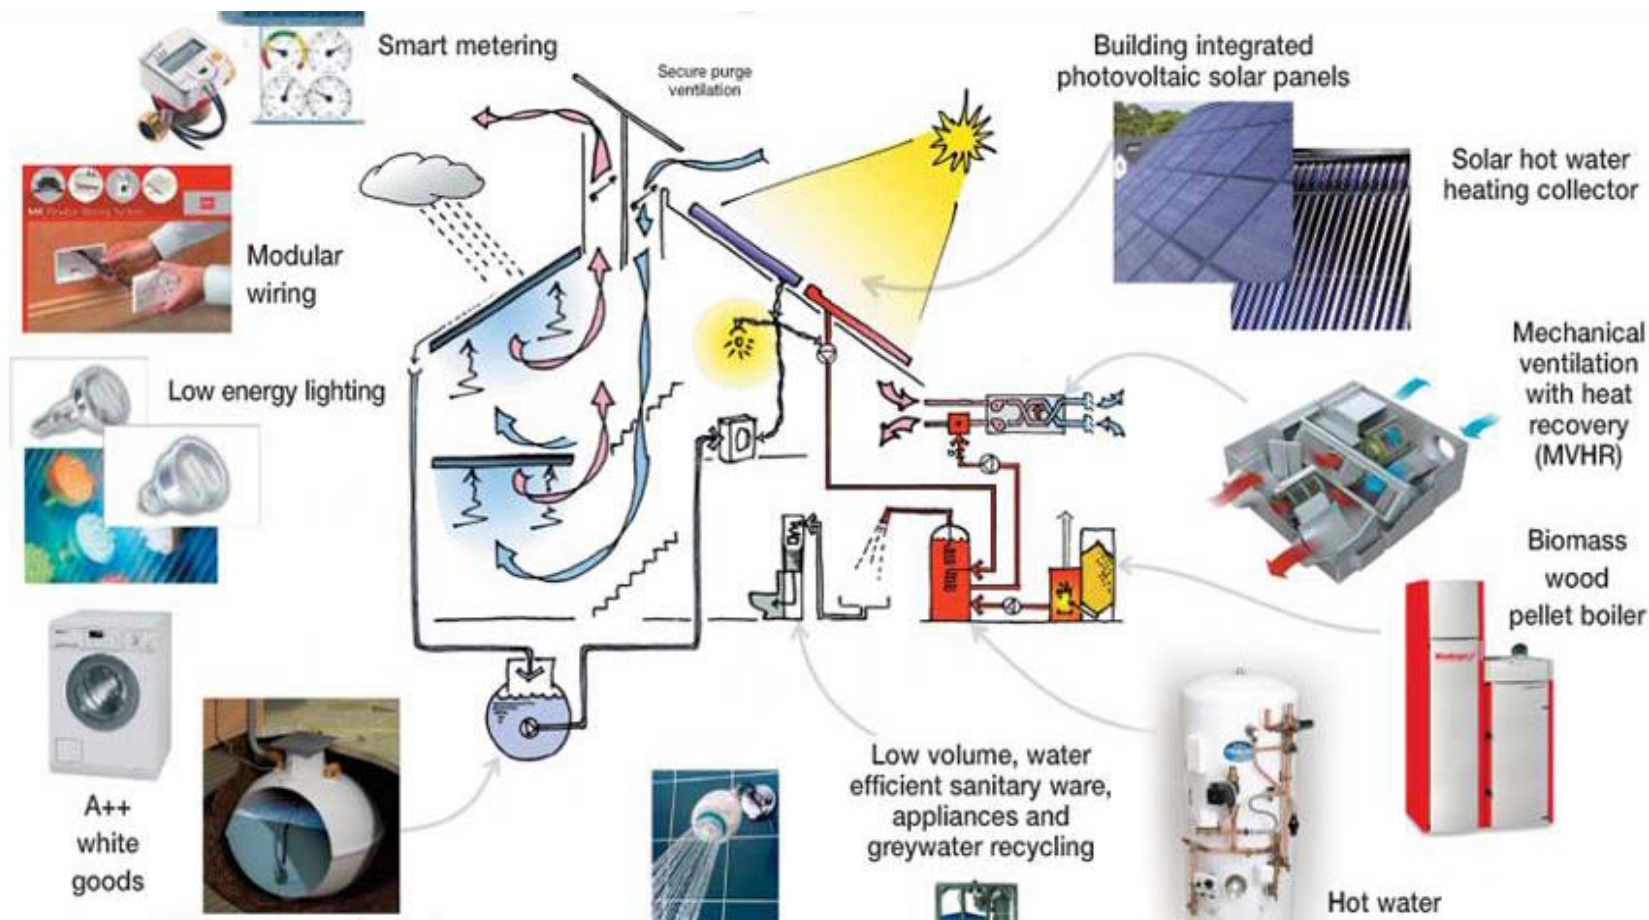 Smart metering
Secure purge
ventilation
Building integrated
photovoltaic solar panels
Solar hot water
heating collector
Modular
wiring
Mechanical
ventilation
with heat
recovery
(MVHR)
Low energy lighting
Biomass
wood
pellet boiler
A++
white
goods
Low volume, water
efficient sanitary ware,
appliances and
greywater recycling
Hot water